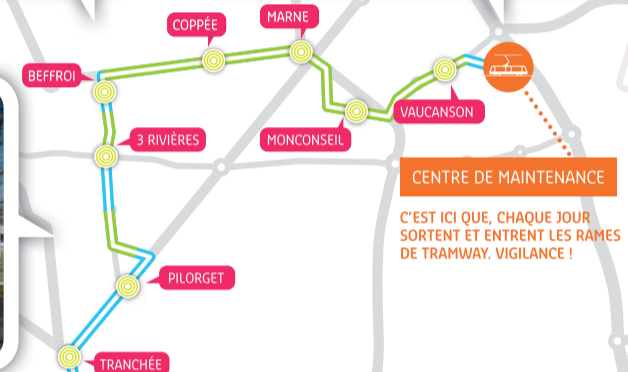 MARNE
COPPÉE
BEFFROI
3 RIVIÈRES
MONCONSEIL
VAUCANSON
CENTRE DE MAINTENANCE
C'EST ICI QUE, CHAQUE JOUR
SORTENT ET ENTRENT LES RAMES
DE TRAMWAY. VIGILANCE !
PILORGET
TRANCHÉE